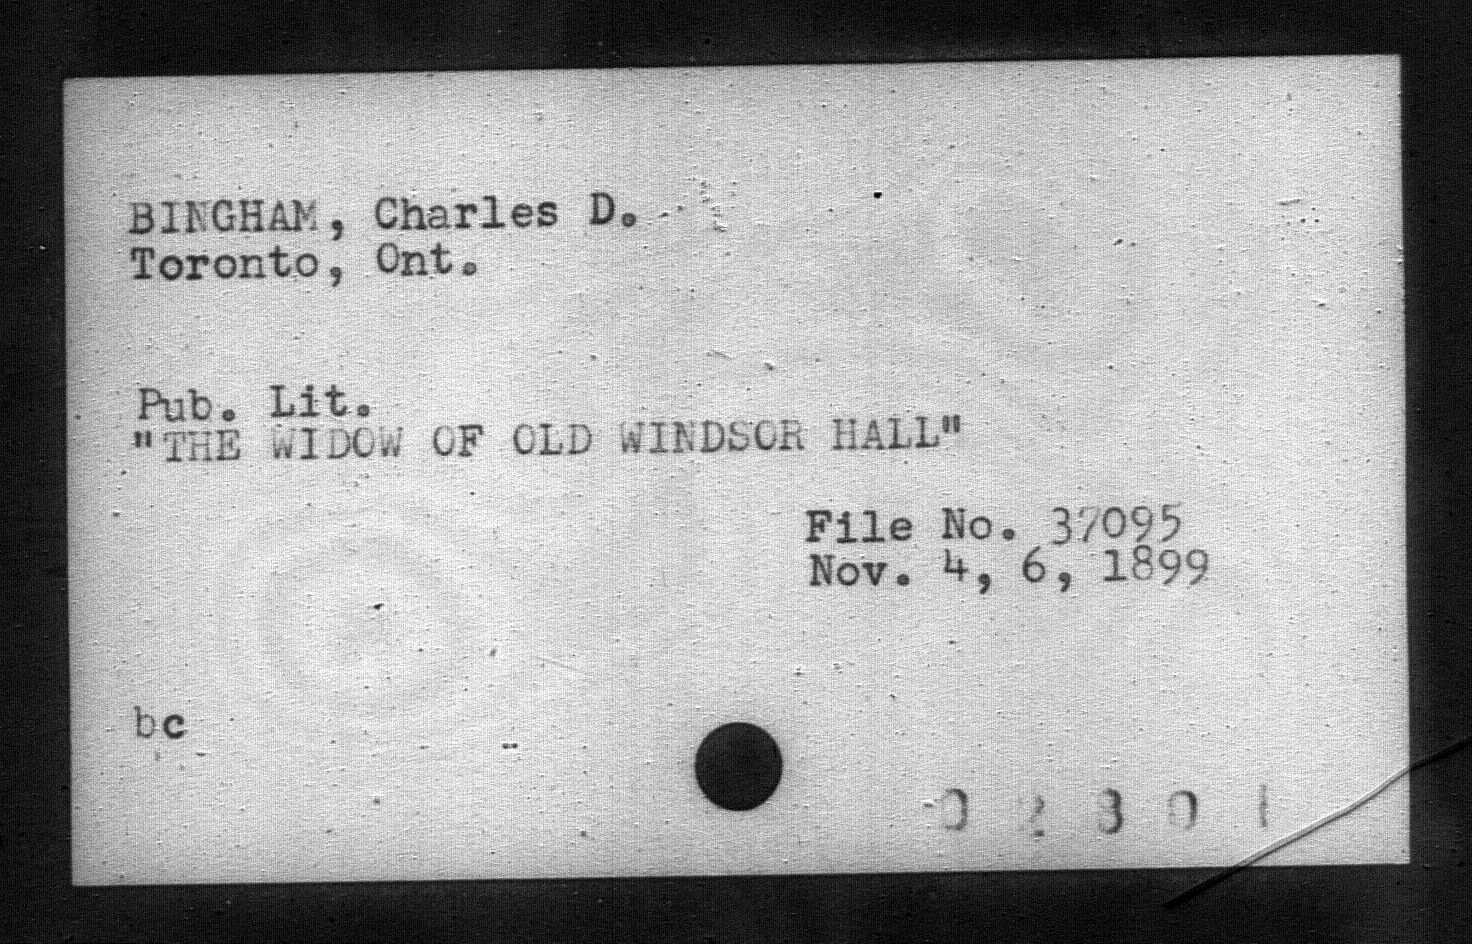 BINGHAM, Charles D.
Toronto, Ont.
Pub. Lit.
"THE WIDOW OF OLD WINDSOR HALL"
File No. 37095
Nov. 4, 6, 1899
bc